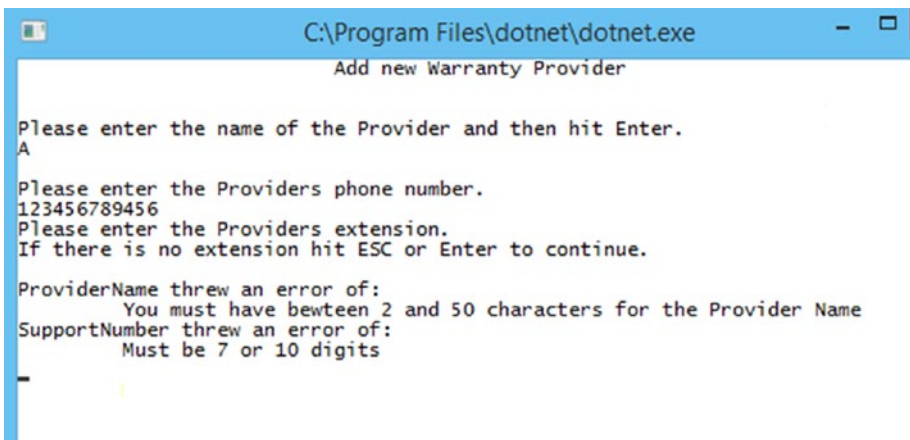 C:\Program Files\dotnet\dotnet.exe
Add new Warranty Provider
Please enter the name of the Provider and then hit Enter.
A
Please enter the Providers phone number.
123456789456
Please enter the Providers extension.
If there is no extension hit ESC or Enter to continue.
ProviderName threw an error of:
You must have bewteen 2 and 50 characters for the Provider Name
SupportNumber threw an error of:
Must be 7 or 10 digits